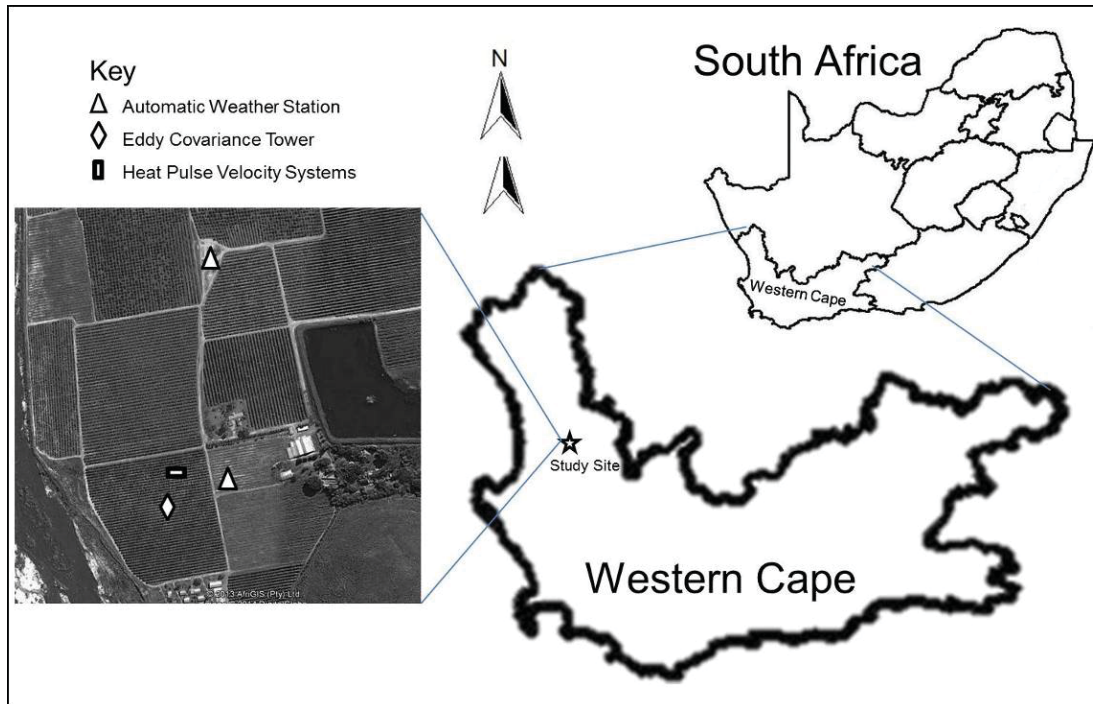 Key
Automatic Weather Station
Eddy Covariance Tower
Heat Pulse Velocity Systems
N
South Africa
Western Cape
Study Site
Western Cape
© 2013 AfriGIS (Pty) Ltd